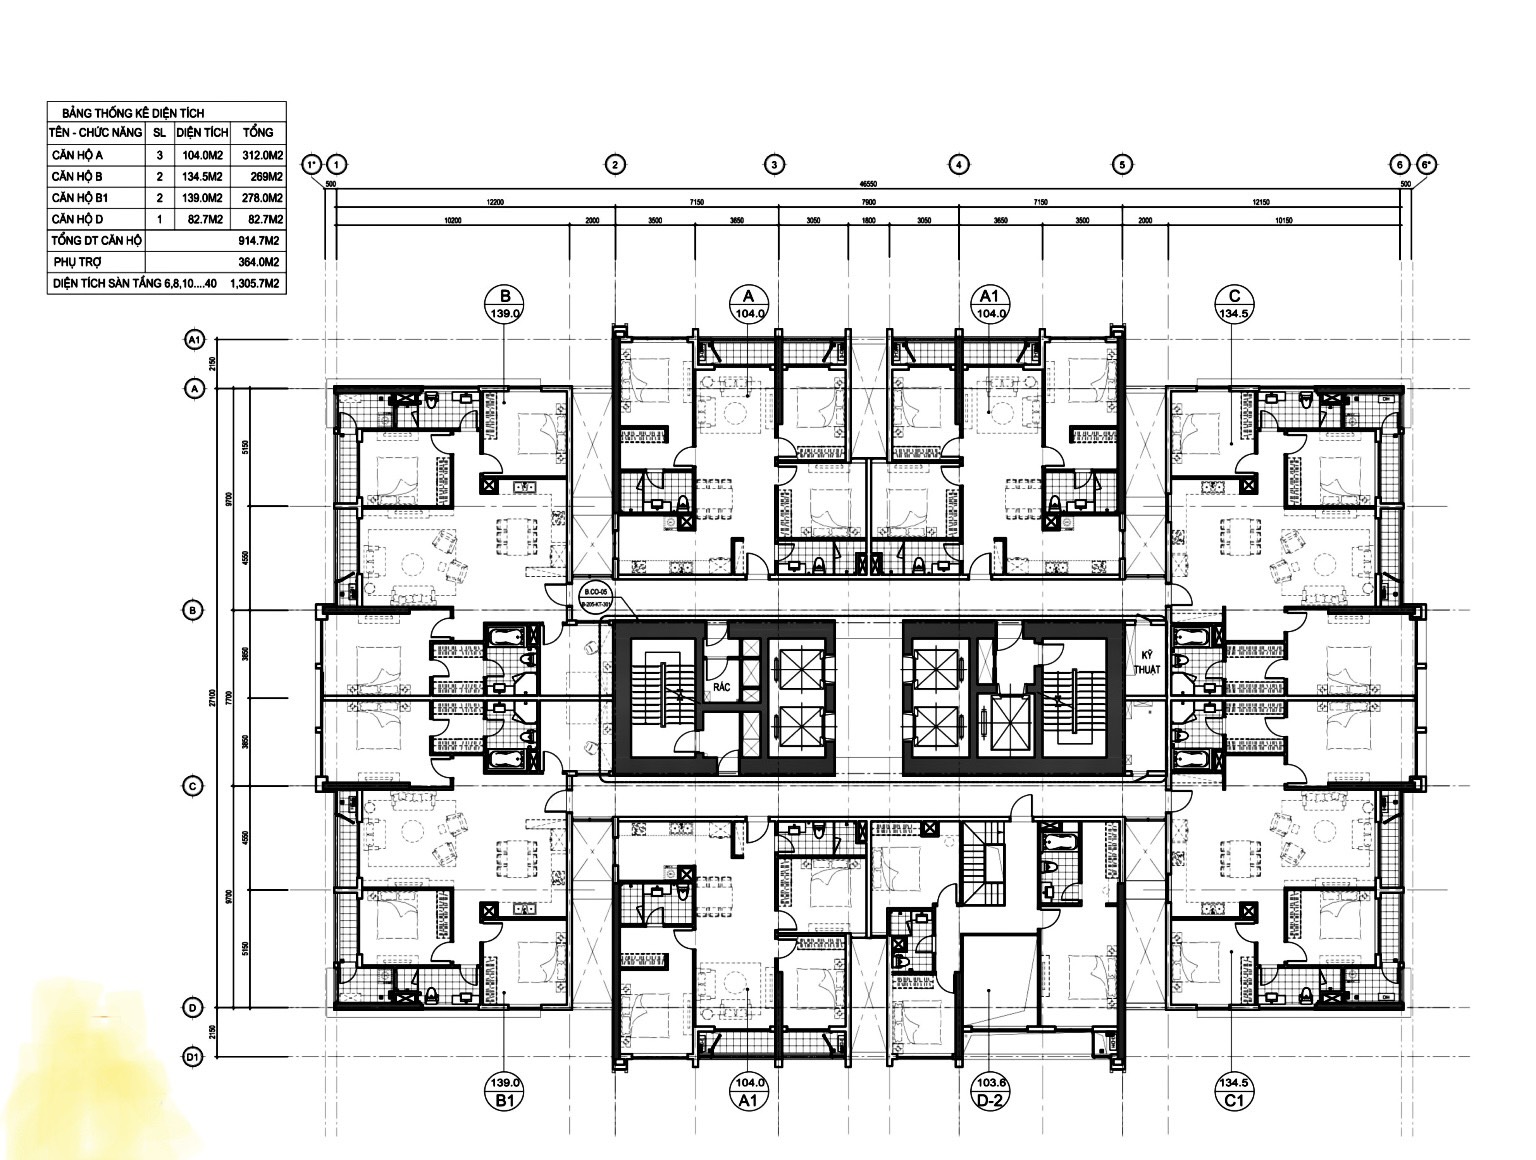 BẢNG THỐNG KÊ DIỆN TÍCH
TÊN - CHỨC NĂNG SL DIỆN TÍCH TỔNG
CĂN HỘ A 3 104.0M2 312.0M2
CĂN HỘ B 2 134.5M2 269M2
CĂN HỘ B1 2 139.0M2 278.0M2
CĂN HỘ D 1 82.7M2 82.7M2
TỔNG DT CĂN HỘ 914.7M2
PHỤ TRỢ 364.0M2
DIỆN TÍCH SÀN TẦNG 6,8,10....40 1,305.7M2
1* 1 2 3 4 5 6 6*
500 46550 500
12200 7150 7900 7150 12150
10200 2000 3500 3650 3050 1800 3050 3650 3500 2000 10150
B
139.0
A
104.0
A1
104.0
C
134.5
A1
2150
A
5150
9700
4550
B
B.CO-05
B-205-KT-301
3850
27100
7700
RÁC
KỸ
THUẬT
3850
C
4550
9700
5150
D
2150
D1
139.0
B1
104.0
A1
103.6
D-2
134.5
C1